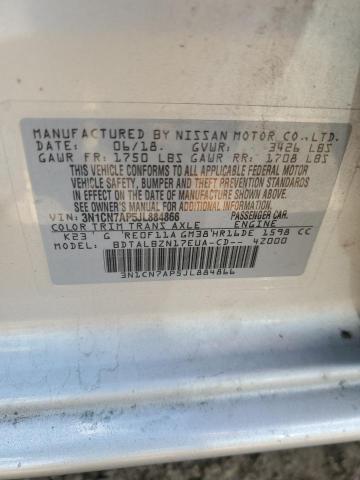 MANUFACTURED BY NISSAN MOTOR CO., LTD.
DATE: 06/18. GVWR: 3426 LBS
GAWR FR: 1750 LBS GAWR RR: 1708 LBS
THIS VEHICLE CONFORMS TO ALL APPLICABLE FEDERAL MOTOR
VEHICLE SAFETY, BUMPER AND THEFT PREVENTION STANDARDS
IN EFFECT ON THE DATE OF MANUFACTURE SHOWN ABOVE.
SEE OWNER'S MANUAL FOR ADDITIONAL INFORMATION.
VIN: 3N1CN7AP5JL884866 PASSENGER CAR
COLOR TRIM TRANS AXLE ENGINE
K23 G RE0F11A GM38 HR16DE 1598 CC
MODEL: BDTALBZN17EUA-CD-- 42000
3N1CN7AP5JL884866